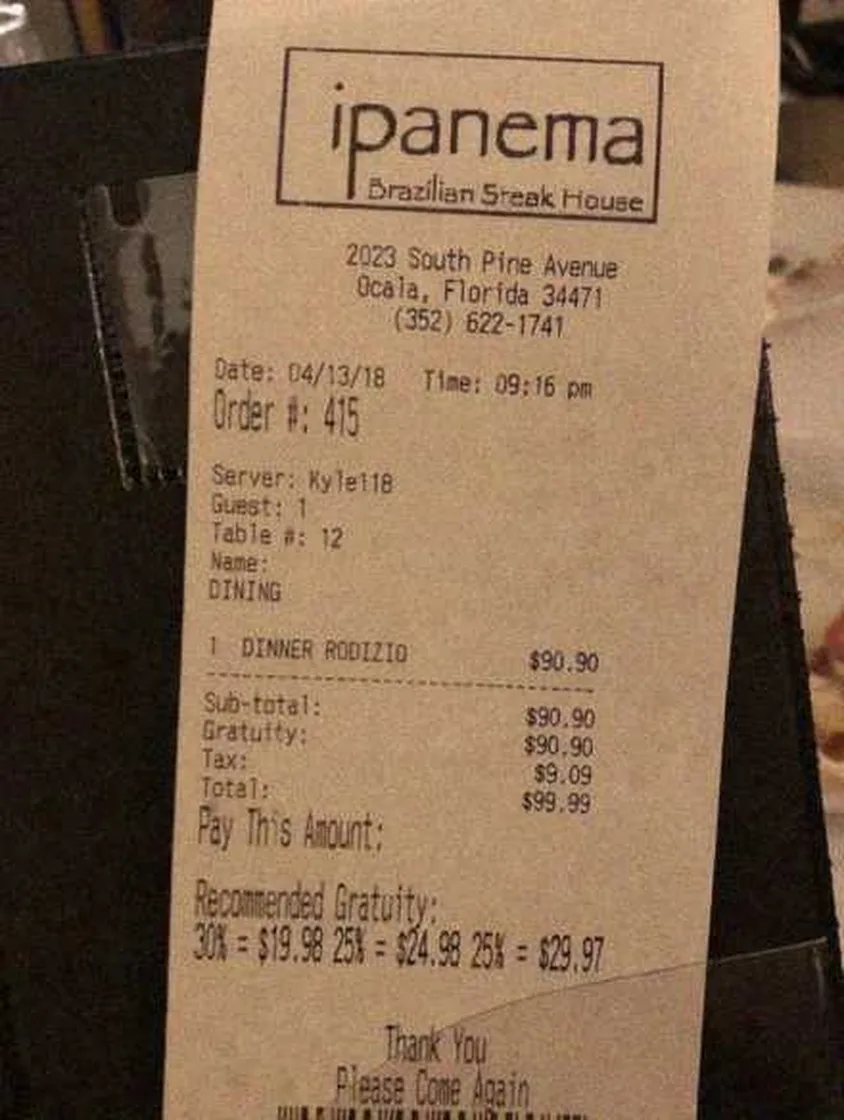 ipanema
Brazilian Steak House
2023 South Pine Avenue
Ocala, Florida 34471
(352) 622-1741
Date: 04/13/18 Time: 09:16 pm
Order #: 415
Server: Kyle118
Guest: 1
Table #: 12
Name:
DINING
1 DINNER RODIZIO $90.90
Sub-total: $90.90
Gratuity: $90.90
Tax: $9.09
Total: $99.99
Pay This Amount:
Recommended Gratuity:
30% = $19.98 25% = $24.98 25% = $29.97
Thank You
Please Come Again